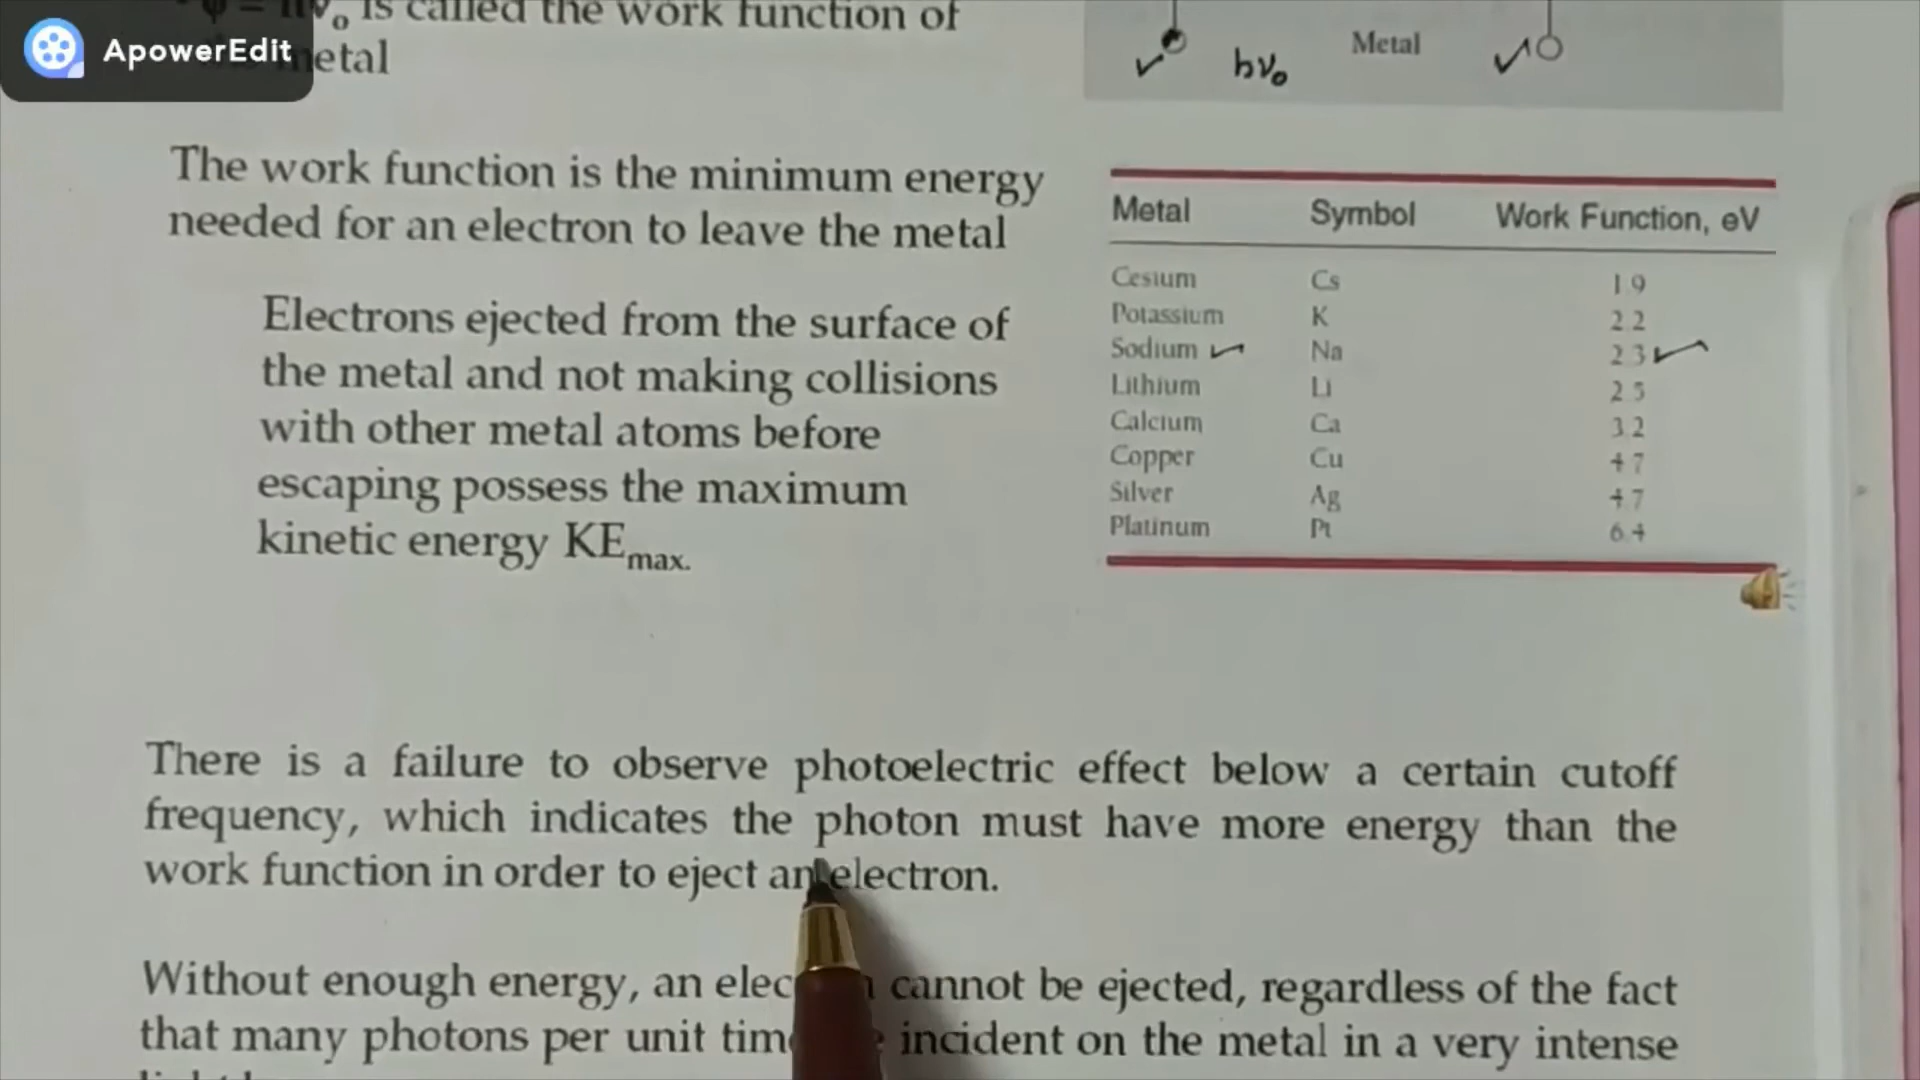 φ = hν₀ is called the work function of
ApowerEdit
metal
Metal
hν₀
The work function is the minimum energy
needed for an electron to leave the metal
Electrons ejected from the surface of
the metal and not making collisions
with other metal atoms before
escaping possess the maximum
kinetic energy KEmax.
Metal Symbol Work Function, eV
Cesium Cs 1.9
Potassium K 2.2
Sodium Na 2.3
Lithium Li 2.5
Calcium Ca 3.2
Copper Cu 4.7
Silver Ag 4.7
Platinum Pt 6.4
There is a failure to observe photoelectric effect below a certain cutoff
frequency, which indicates the photon must have more energy than the
work function in order to eject an electron.
Without enough energy, an cannot be ejected, regardless of the fact
that many photons per unit incident on the metal in a very intense